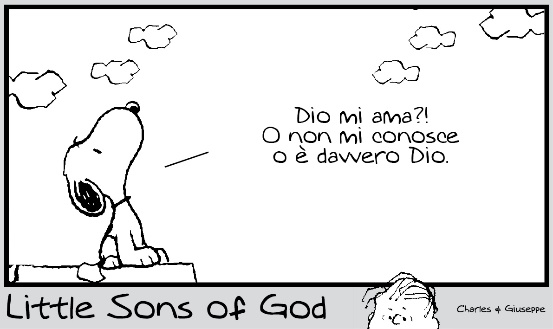 Dio mi ama?!
O non mi conosce
o è davvero Dio.
Little Sons of God
Charles & Giuseppe